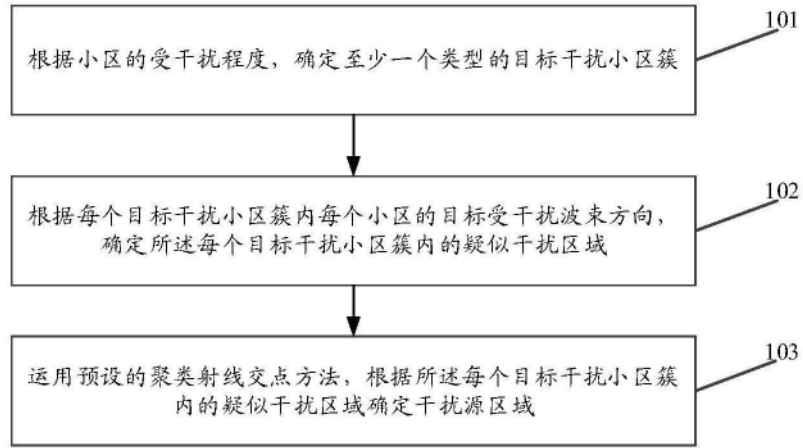 101
根据小区的受干扰程度，确定至少一个类型的目标干扰小区簇
102
根据每个目标干扰小区簇内每个小区的目标受干扰波束方向，
确定所述每个目标干扰小区簇内的疑似干扰区域
103
运用预设的聚类射线交点方法，根据所述每个目标干扰小区簇
内的疑似干扰区域确定干扰源区域